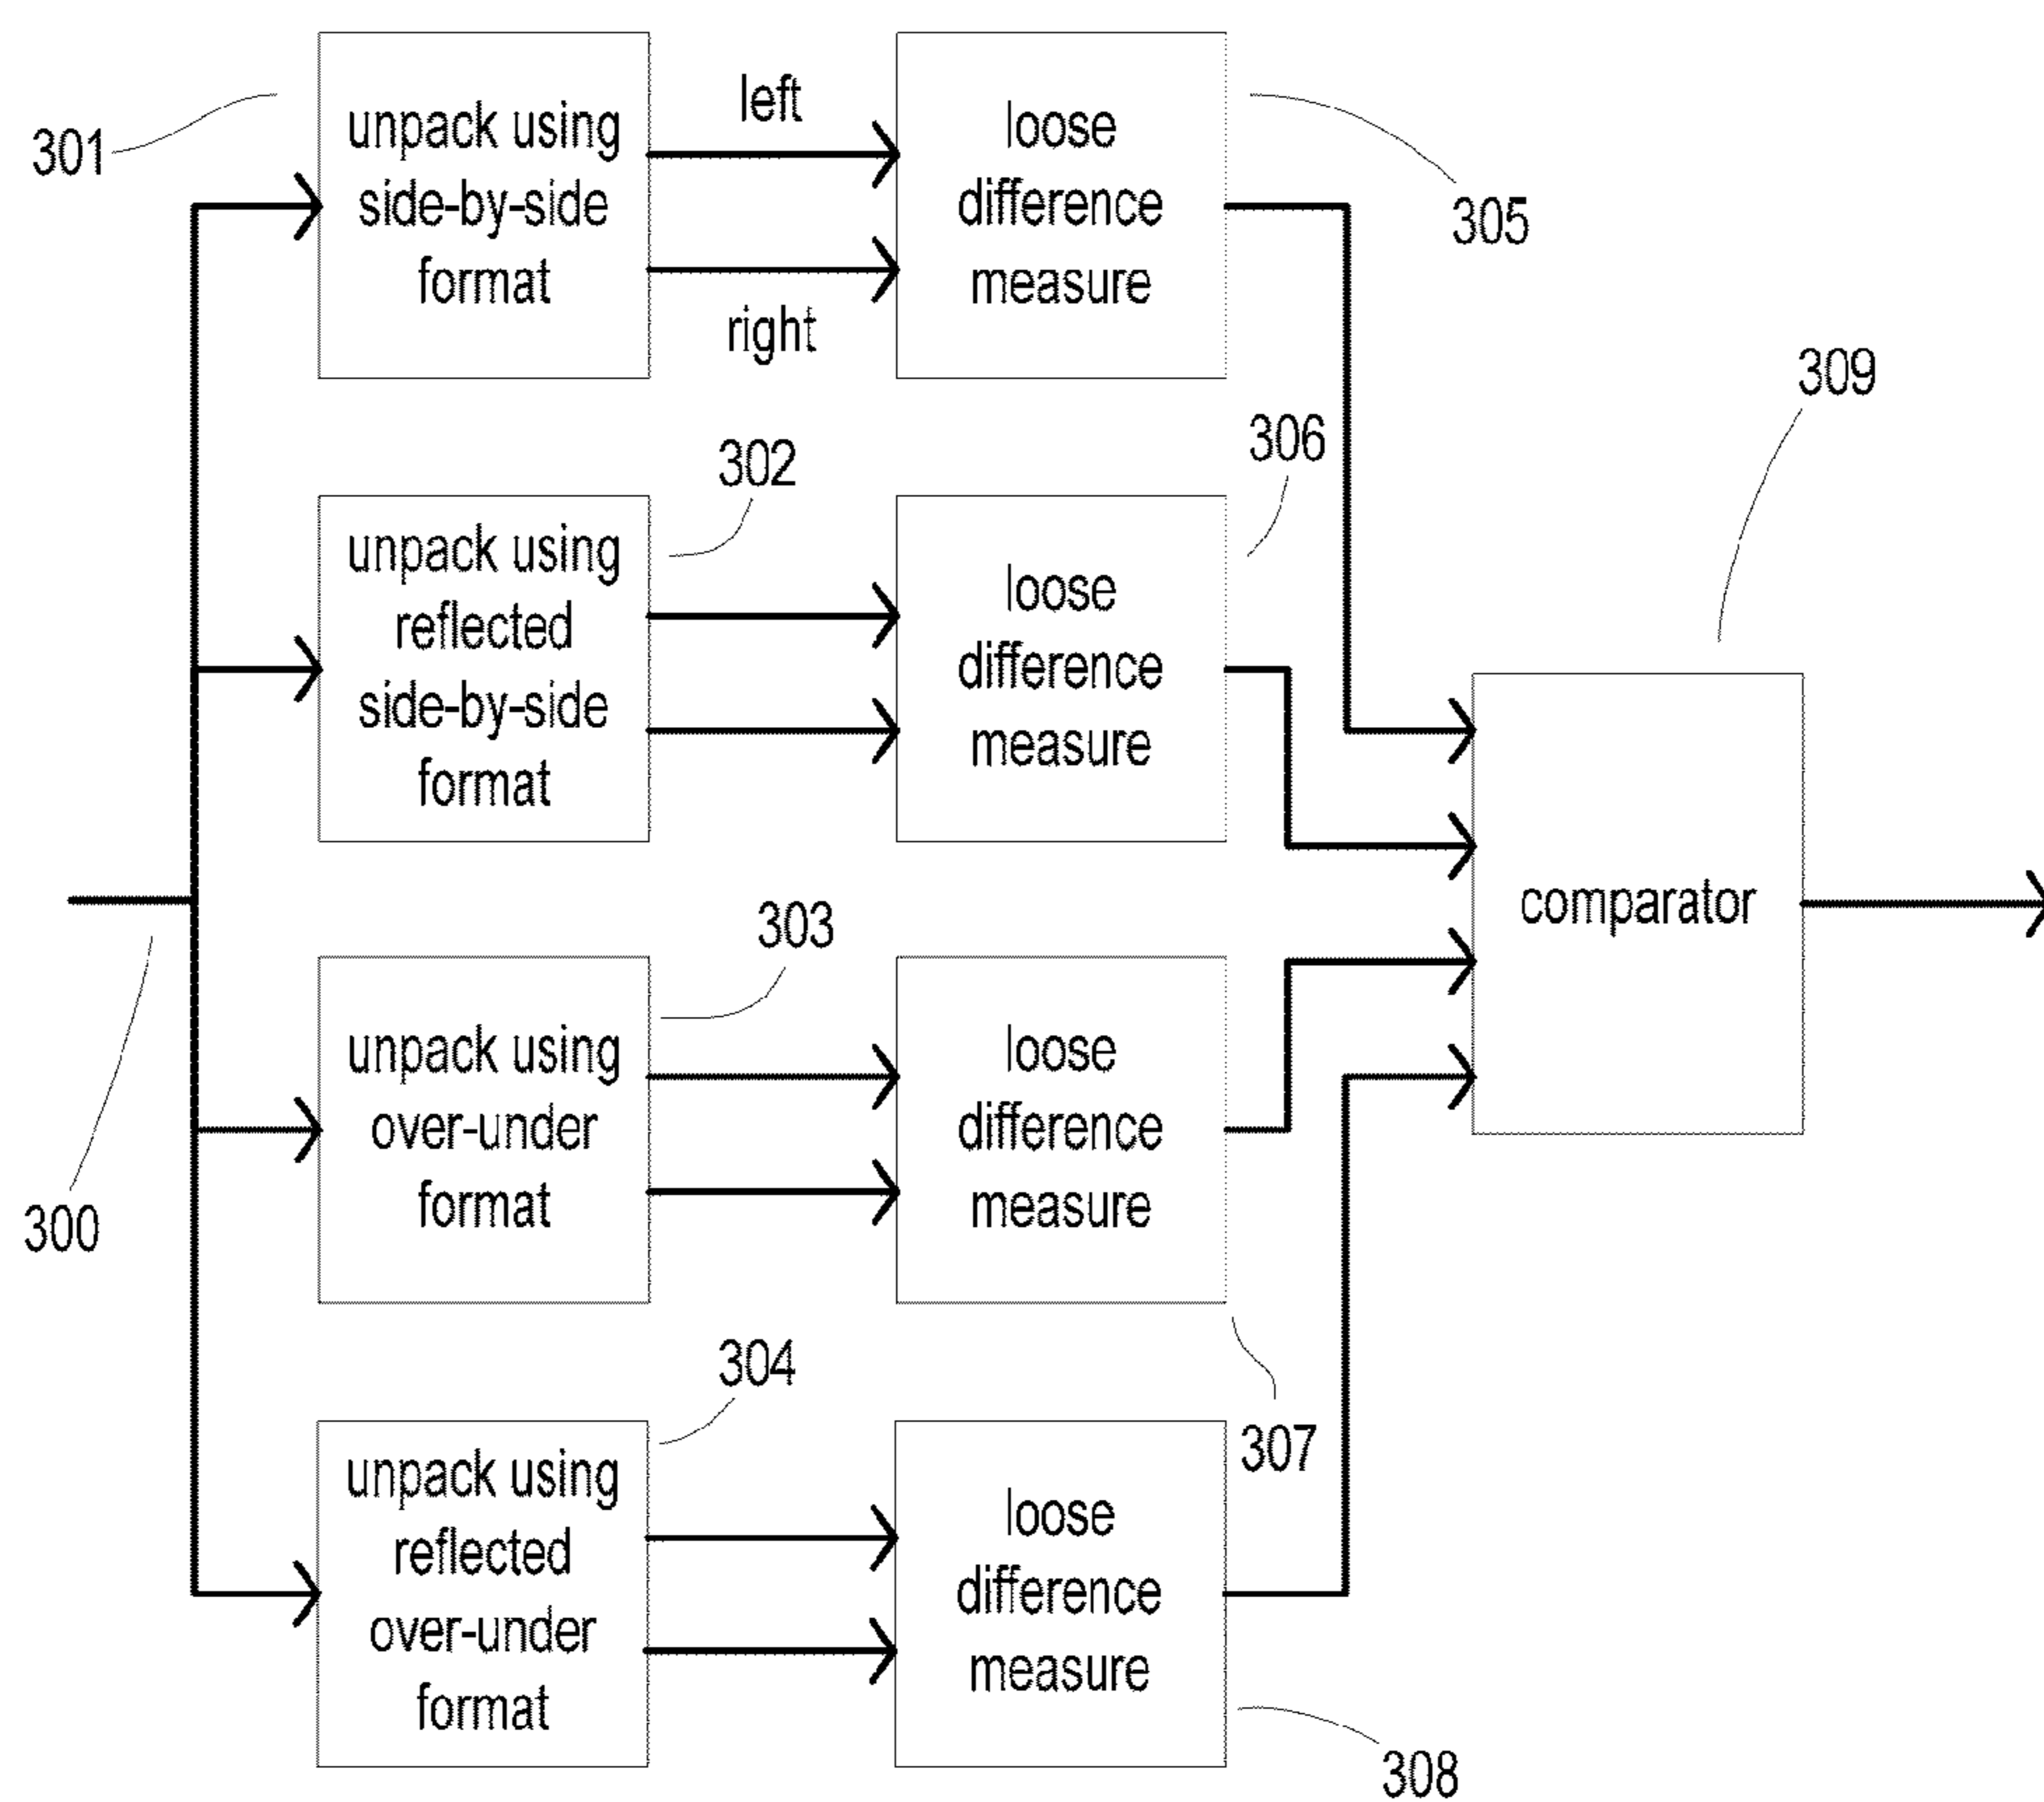 301
unpack using
side-by-side
format
left
right
loose
difference
measure
305
302
unpack using
reflected
side-by-side
format
loose
difference
measure
306
309
comparator
300
303
unpack using
over-under
format
loose
difference
measure
307
304
unpack using
reflected
over-under
format
loose
difference
measure
308